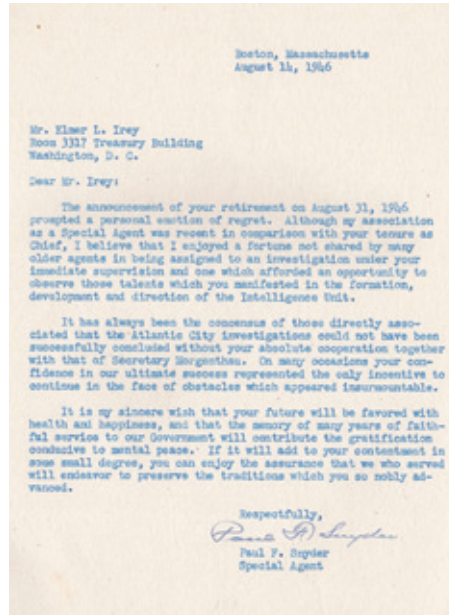 Boston, Massachusetts
August 14, 1946
Mr. Elmer L. Irey
Room 3317 Treasury Building
Washington, D. C.
Dear Mr. Irey:
The announcement of your retirement on August 31, 1946
prompted a personal emotion of regret. Although my association
as a Special Agent was recent in comparison with your tenure as
Chief, I believe that I enjoyed a fortune not shared by many
older agents in being assigned to an investigation under your
immediate supervision and one which afforded an opportunity to
observe those talents which you manifested in the formation,
development and direction of the Intelligence Unit.
It has always been the concensus of those directly asso-
ciated that the Atlantic City investigations could not have been
successfully concluded without your absolute cooperation together
with that of Secretary Morgenthau. On many occasions your con-
fidence in our ultimate success represented the only incentive to
continue in the face of obstacles which appeared insurmountable.
It is my sincere wish that your future will be favored with
health and happiness, and that the memory of many years of faith-
ful service to our Government will contribute the gratification
conducive to mental peace. If it will add to your contentment in
some small degree, you can enjoy the assurance that we who served
will endeavor to preserve the traditions which you so nobly ad-
vanced.
Respectfully,
Paul F. Snyder
Paul F. Snyder
Special Agent